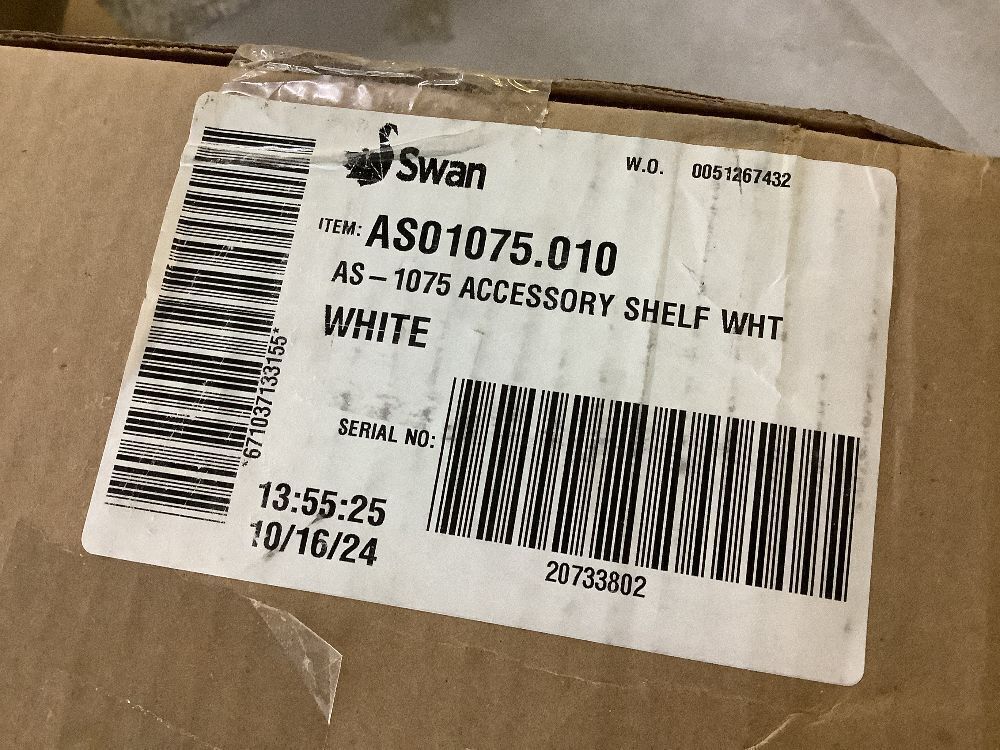 Swan
W.O. 0051267432
ITEM: AS01075.010
AS-1075 ACCESSORY SHELF WHT
WHITE
*671037133155*
SERIAL NO:
20733802
13:55:25
10/16/24